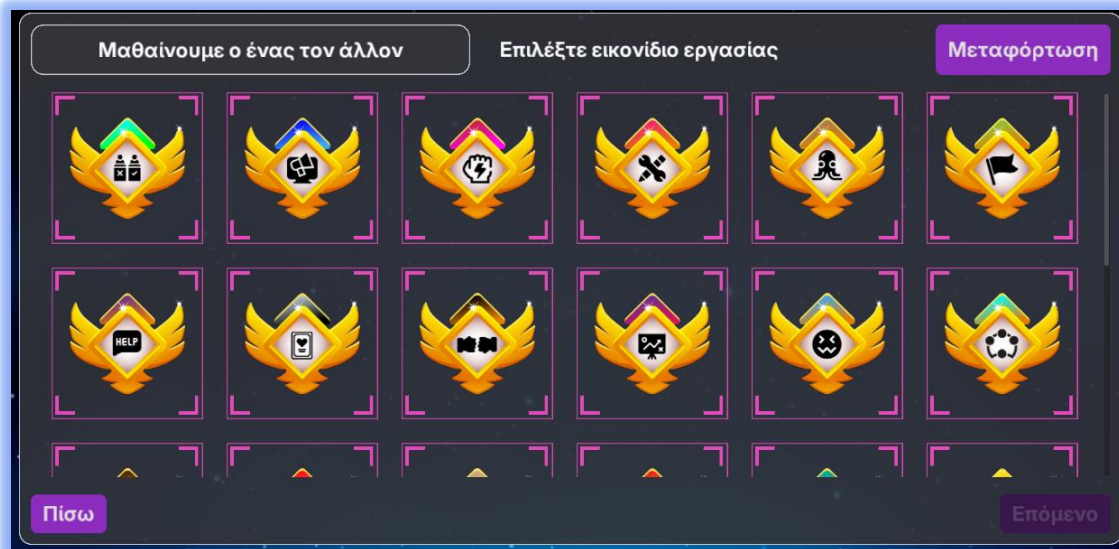 Μαθαίνουμε ο ένας τον άλλον
Επιλέξτε εικονίδιο εργασίας
Μεταφόρτωση
HELP
Πίσω
Επόμενο